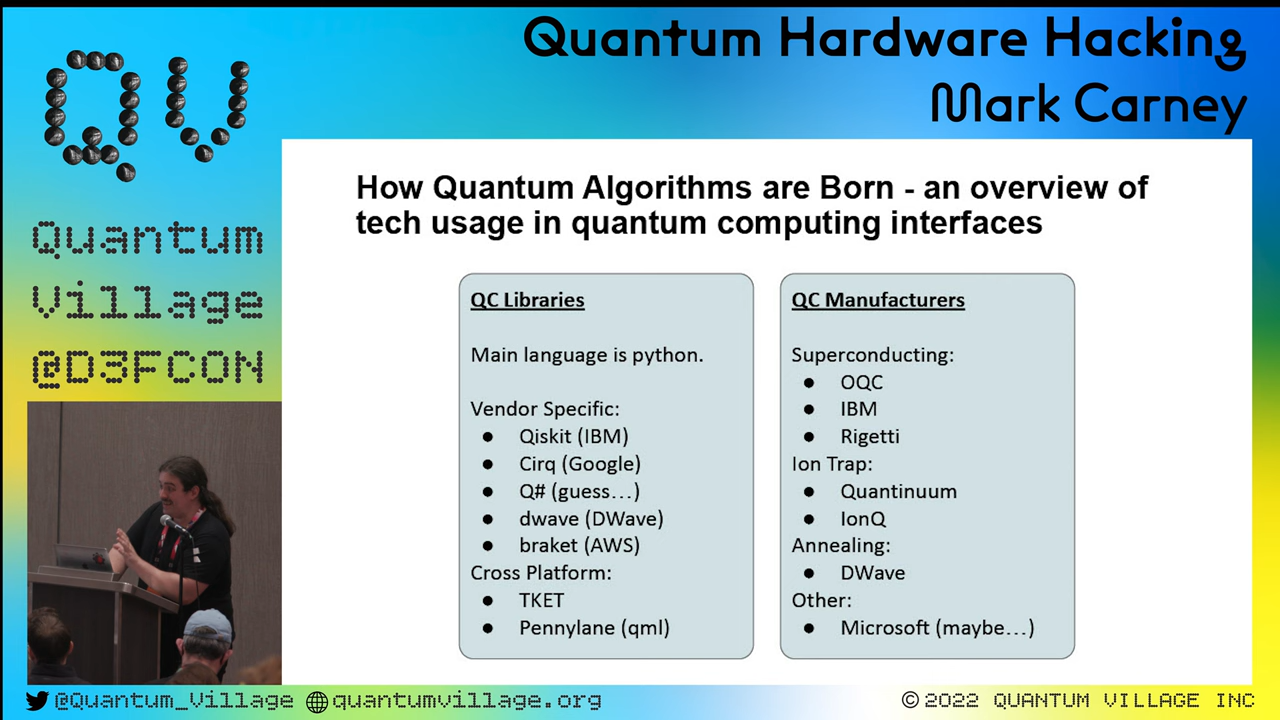 Quantum Hardware Hacking
Mark Carney
QV
Quantum
Village
@D3FCON
How Quantum Algorithms are Born - an overview of
tech usage in quantum computing interfaces
QC Libraries
Main language is python.
Vendor Specific:
● Qiskit (IBM)
● Cirq (Google)
● Q# (guess...)
● dwave (DWave)
● braket (AWS)
Cross Platform:
● TKET
● Pennylane (qml)
QC Manufacturers
Superconducting:
● OQC
● IBM
● Rigetti
Ion Trap:
● Quantinuum
● IonQ
Annealing:
● DWave
Other:
● Microsoft (maybe...)
@Quantum_Village
quantumvillage.org
©2022 QUANTUM VILLAGE INC